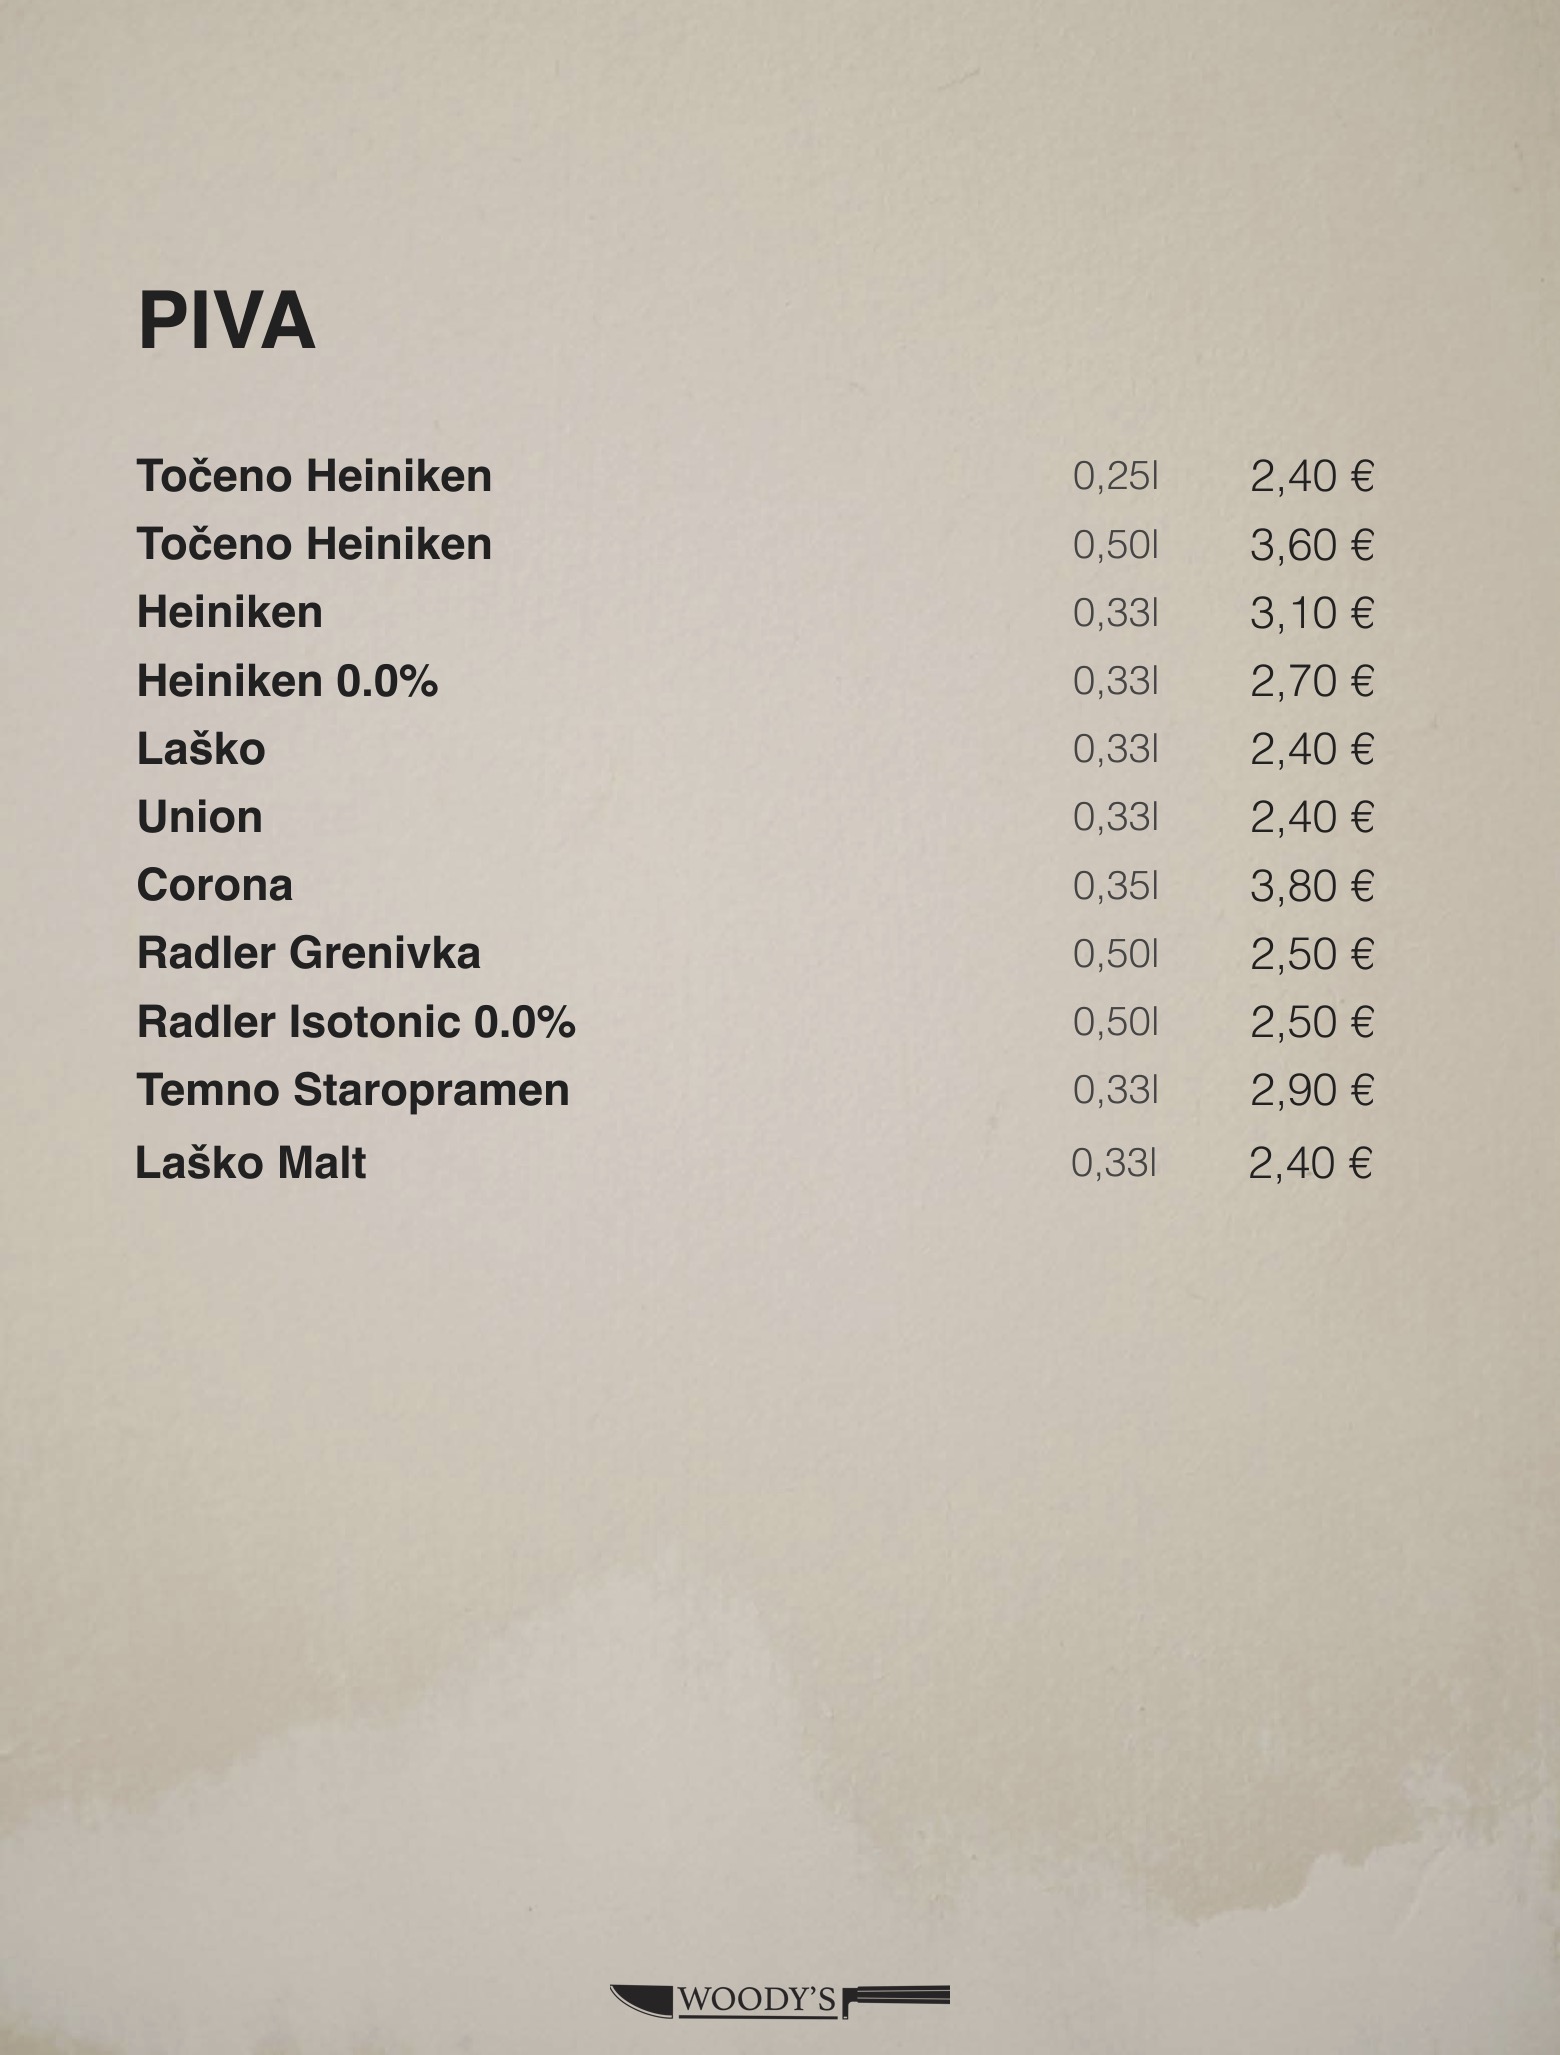 PIVA
Točeno Heiniken 0,25l 2,40 €
Točeno Heiniken 0,50l 3,60 €
Heiniken 0,33l 3,10 €
Heiniken 0.0% 0,33l 2,70 €
Laško 0,33l 2,40 €
Union 0,33l 2,40 €
Corona 0,35l 3,80 €
Radler Grenivka 0,50l 2,50 €
Radler Isotonic 0.0% 0,50l 2,50 €
Temno Staropramen 0,33l 2,90 €
Laško Malt 0,33l 2,40 €
WOODY'S